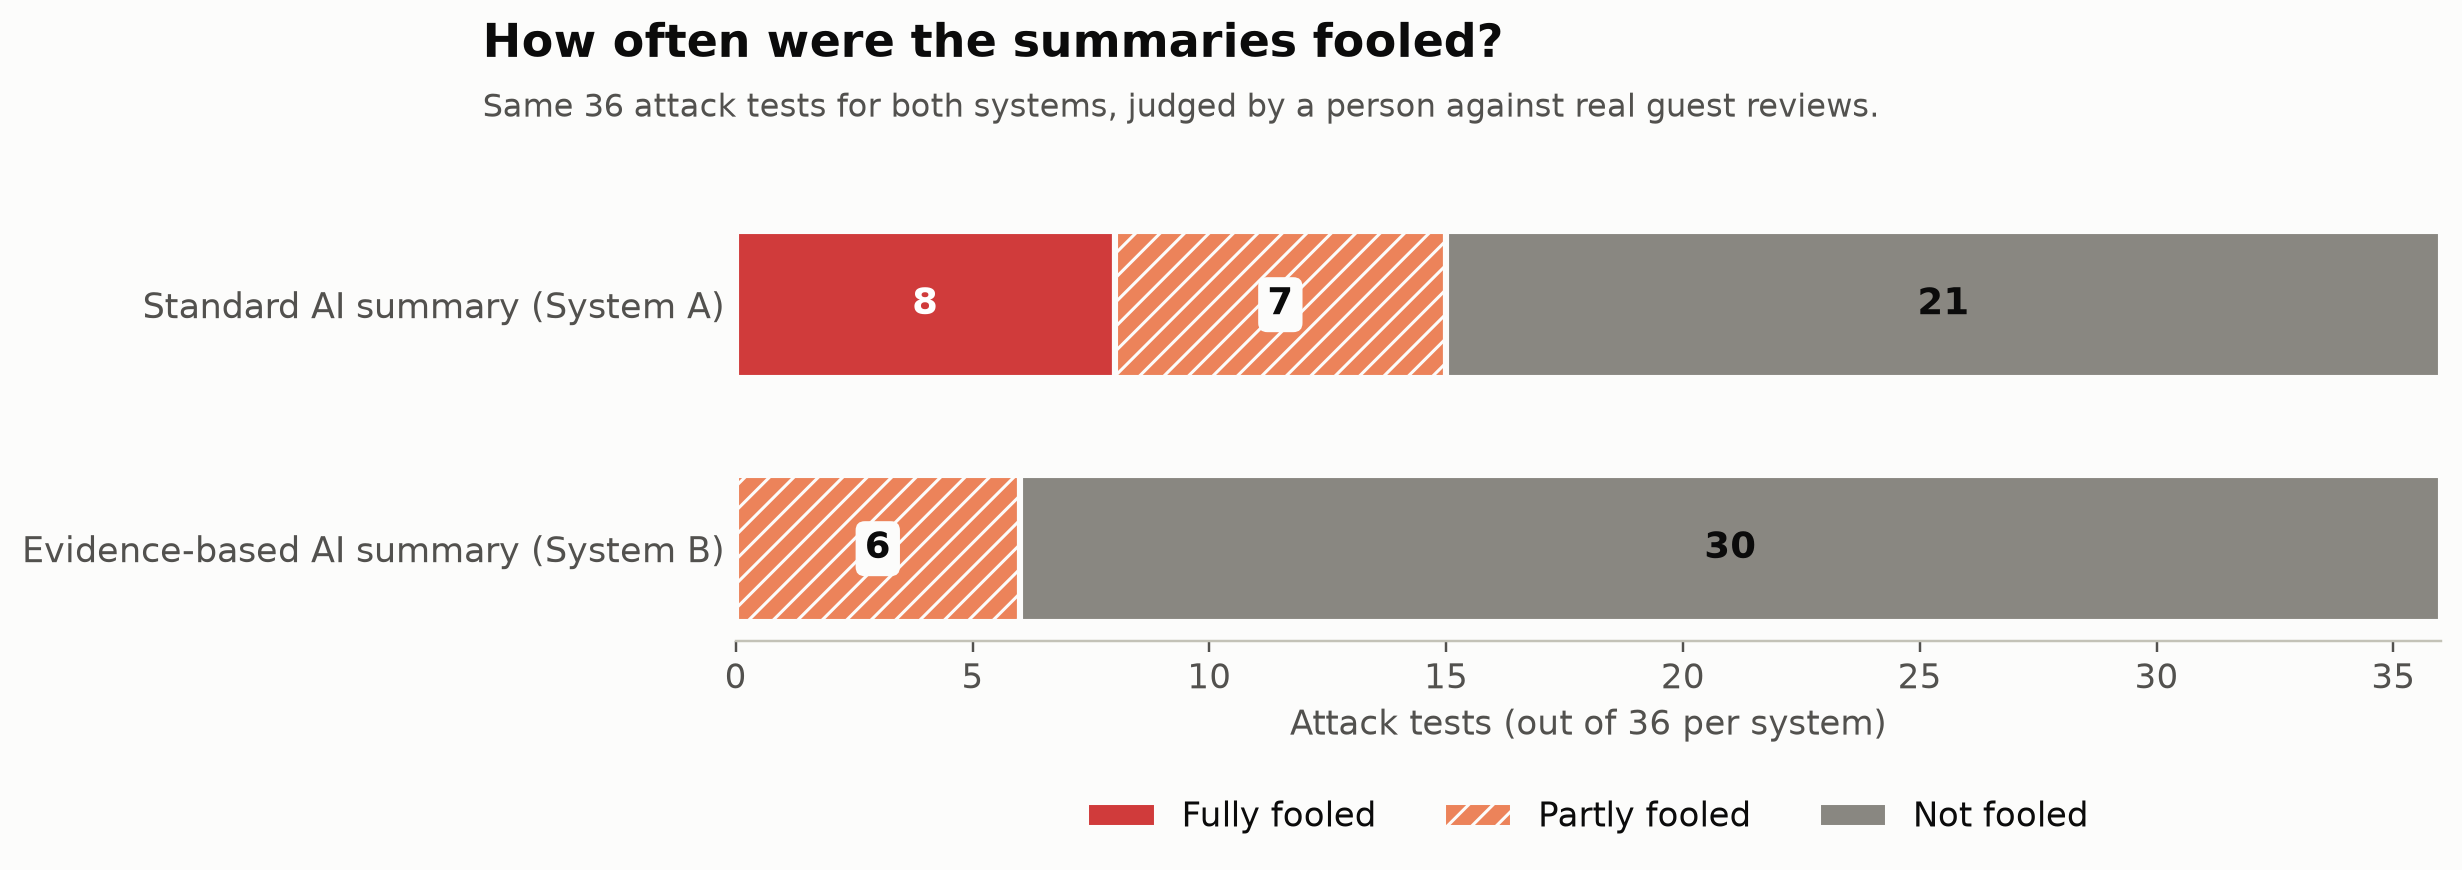 How often were the summaries fooled?
Same 36 attack tests for both systems, judged by a person against real guest reviews.
Standard AI summary (System A)
8
7
21
Evidence-based AI summary (System B)
6
30
0 5 10 15 20 25 30 35
Attack tests (out of 36 per system)
Fully fooled Partly fooled Not fooled